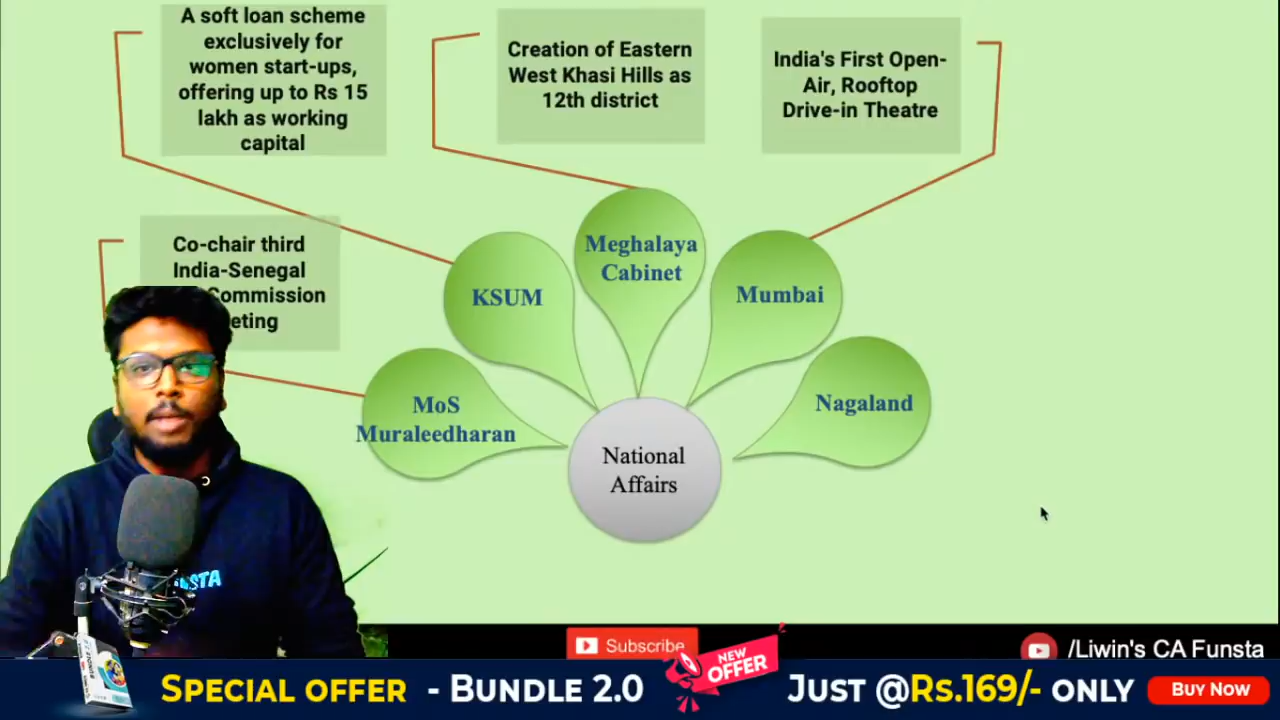 A soft loan scheme
exclusively for
women start-ups,
offering up to Rs 15
lakh as working
capital
Creation of Eastern
West Khasi Hills as
12th district
India's First Open-
Air, Rooftop
Drive-in Theatre
Co-chair third
India-Senegal
Commission
KSUM
Meghalaya
Cabinet
Mumbai
MoS
Muraleedharan
Nagaland
National
Affairs
Subscribe
/Liwin's CA Funsta
SPECIAL OFFER - BUNDLE 2.0
NEW
OFFER
JUST @Rs.169/- ONLY
Buy Now